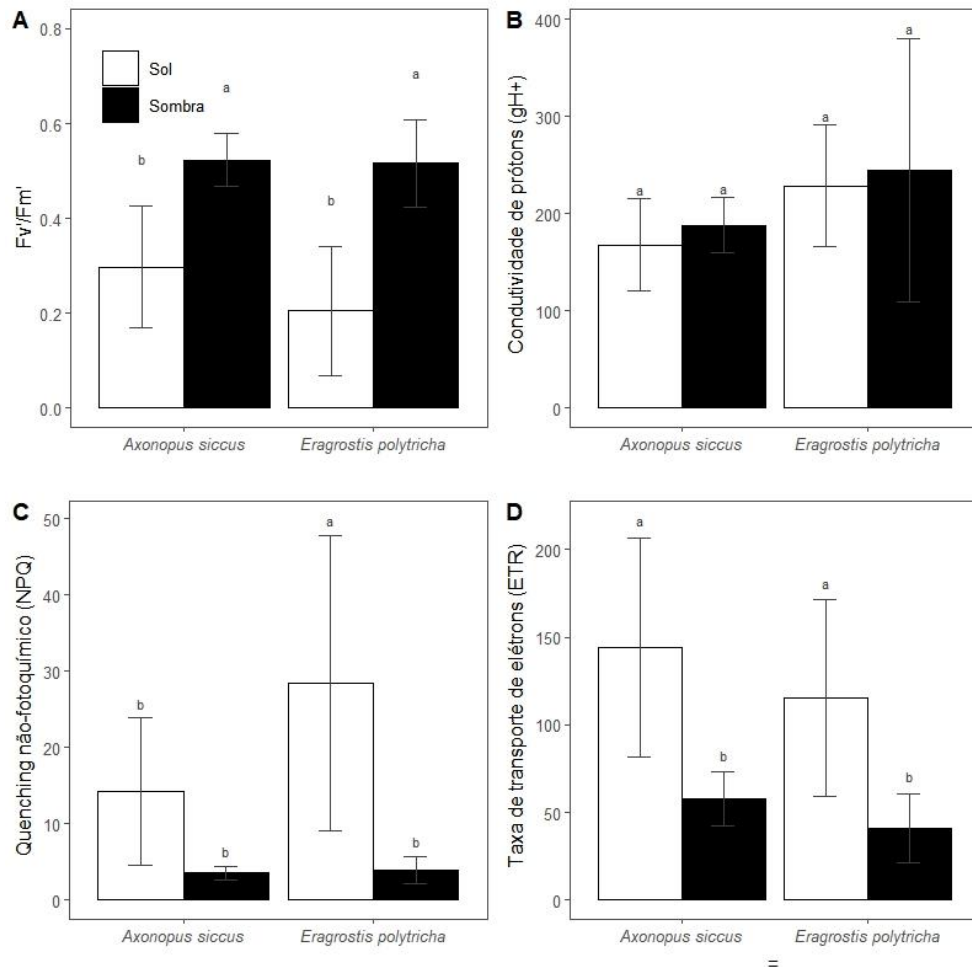 A
0.8
Sol
Sombra
a
a
0.6
b
b
0.4
0.2
0.0
Fv'/Fm'
Axonopus siccus
Eragrostis polytricha
B
400
a
300
a
a
a
200
100
0
Condutividade de prótons (gH+)
Axonopus siccus
Eragrostis polytricha
C
50
a
40
30
b
20
10
b
b
0
Quenching não-fotoquímico (NPQ)
Axonopus siccus
Eragrostis polytricha
D
a
200
a
150
100
b
b
50
0
Taxa de transporte de elétrons (ETR)
Axonopus siccus
Eragrostis polytricha
=